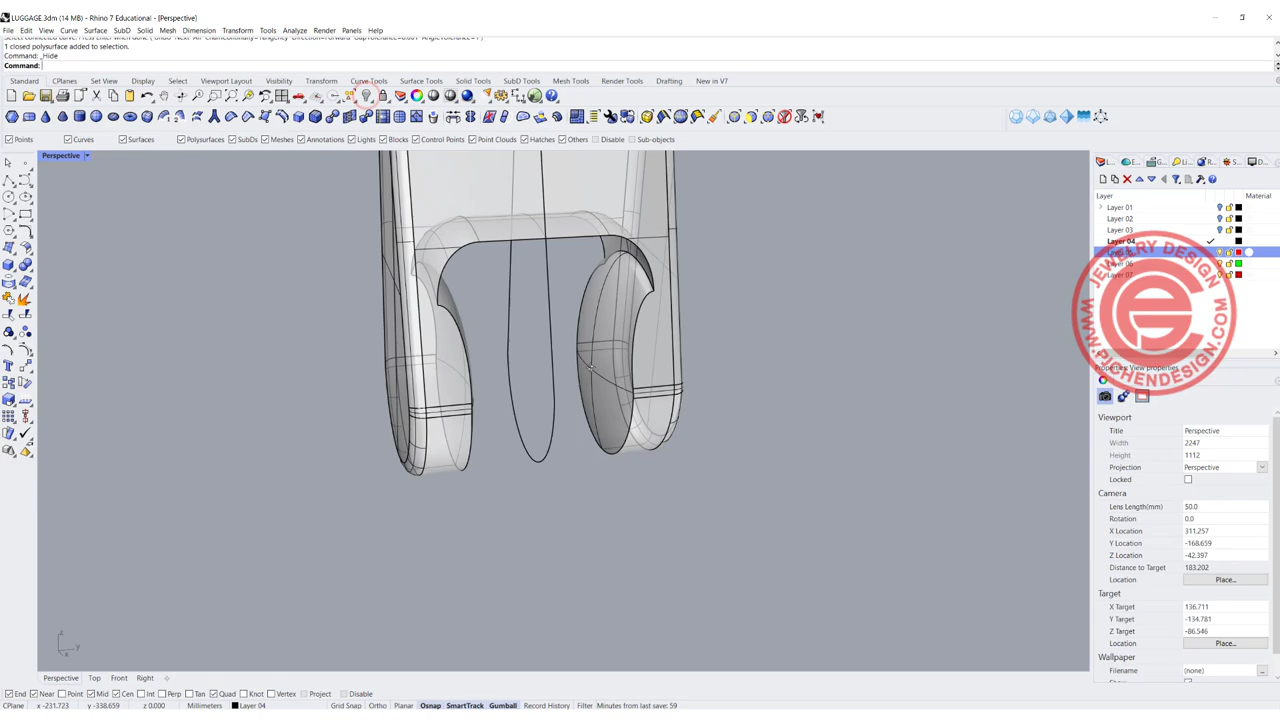 LUGGAGE.3dm (14 MB) - Rhino 7 Educational - [Perspective]
File Edit View Curve Surface SubD Solid Mesh Dimension Transform Tools Analyze Render Panels Help
1 closed polysurface added to selection.
Command: _Hide
Command:
Standard CPlanes Set View Display Select Viewport Layout Visibility Transform Curve Tools Surface Tools Solid Tools SubD Tools Mesh Tools Render Tools Drafting New in V7
Points Curves Surfaces Polysurfaces SubDs Meshes Annotations Lights Blocks Control Points Point Clouds Hatches Others Disable Sub-objects
Perspective
Layer Material
Layer 01
Layer 02
Layer 03
Layer 04
JEWELRY DESIGN
WWW.PICHENDESIGN.COM
Properties: View properties
Viewport
Title Perspective
Width 2247
Height 1112
Projection Perspective
Locked
Camera
Lens Length(mm) 50.0
Rotation 0.0
X Location 311.257
Y Location -168.659
Z Location -42.397
Distance to Target 183.202
Location Place...
Target
X Target 136.711
Y Target -134.781
Z Target -86.546
Location Place...
Wallpaper
Filename (none)
z
y
x
Perspective Top Front Right
End Near Point Mid Cen Int Perp Tan Quad Knot Vertex Project Disable
CPlane x -231.723 y -338.659 z 0.000 Millimeters Layer 04 Grid Snap Ortho Planar Osnap SmartTrack Gumball Record History Filter Minutes from last save: 59